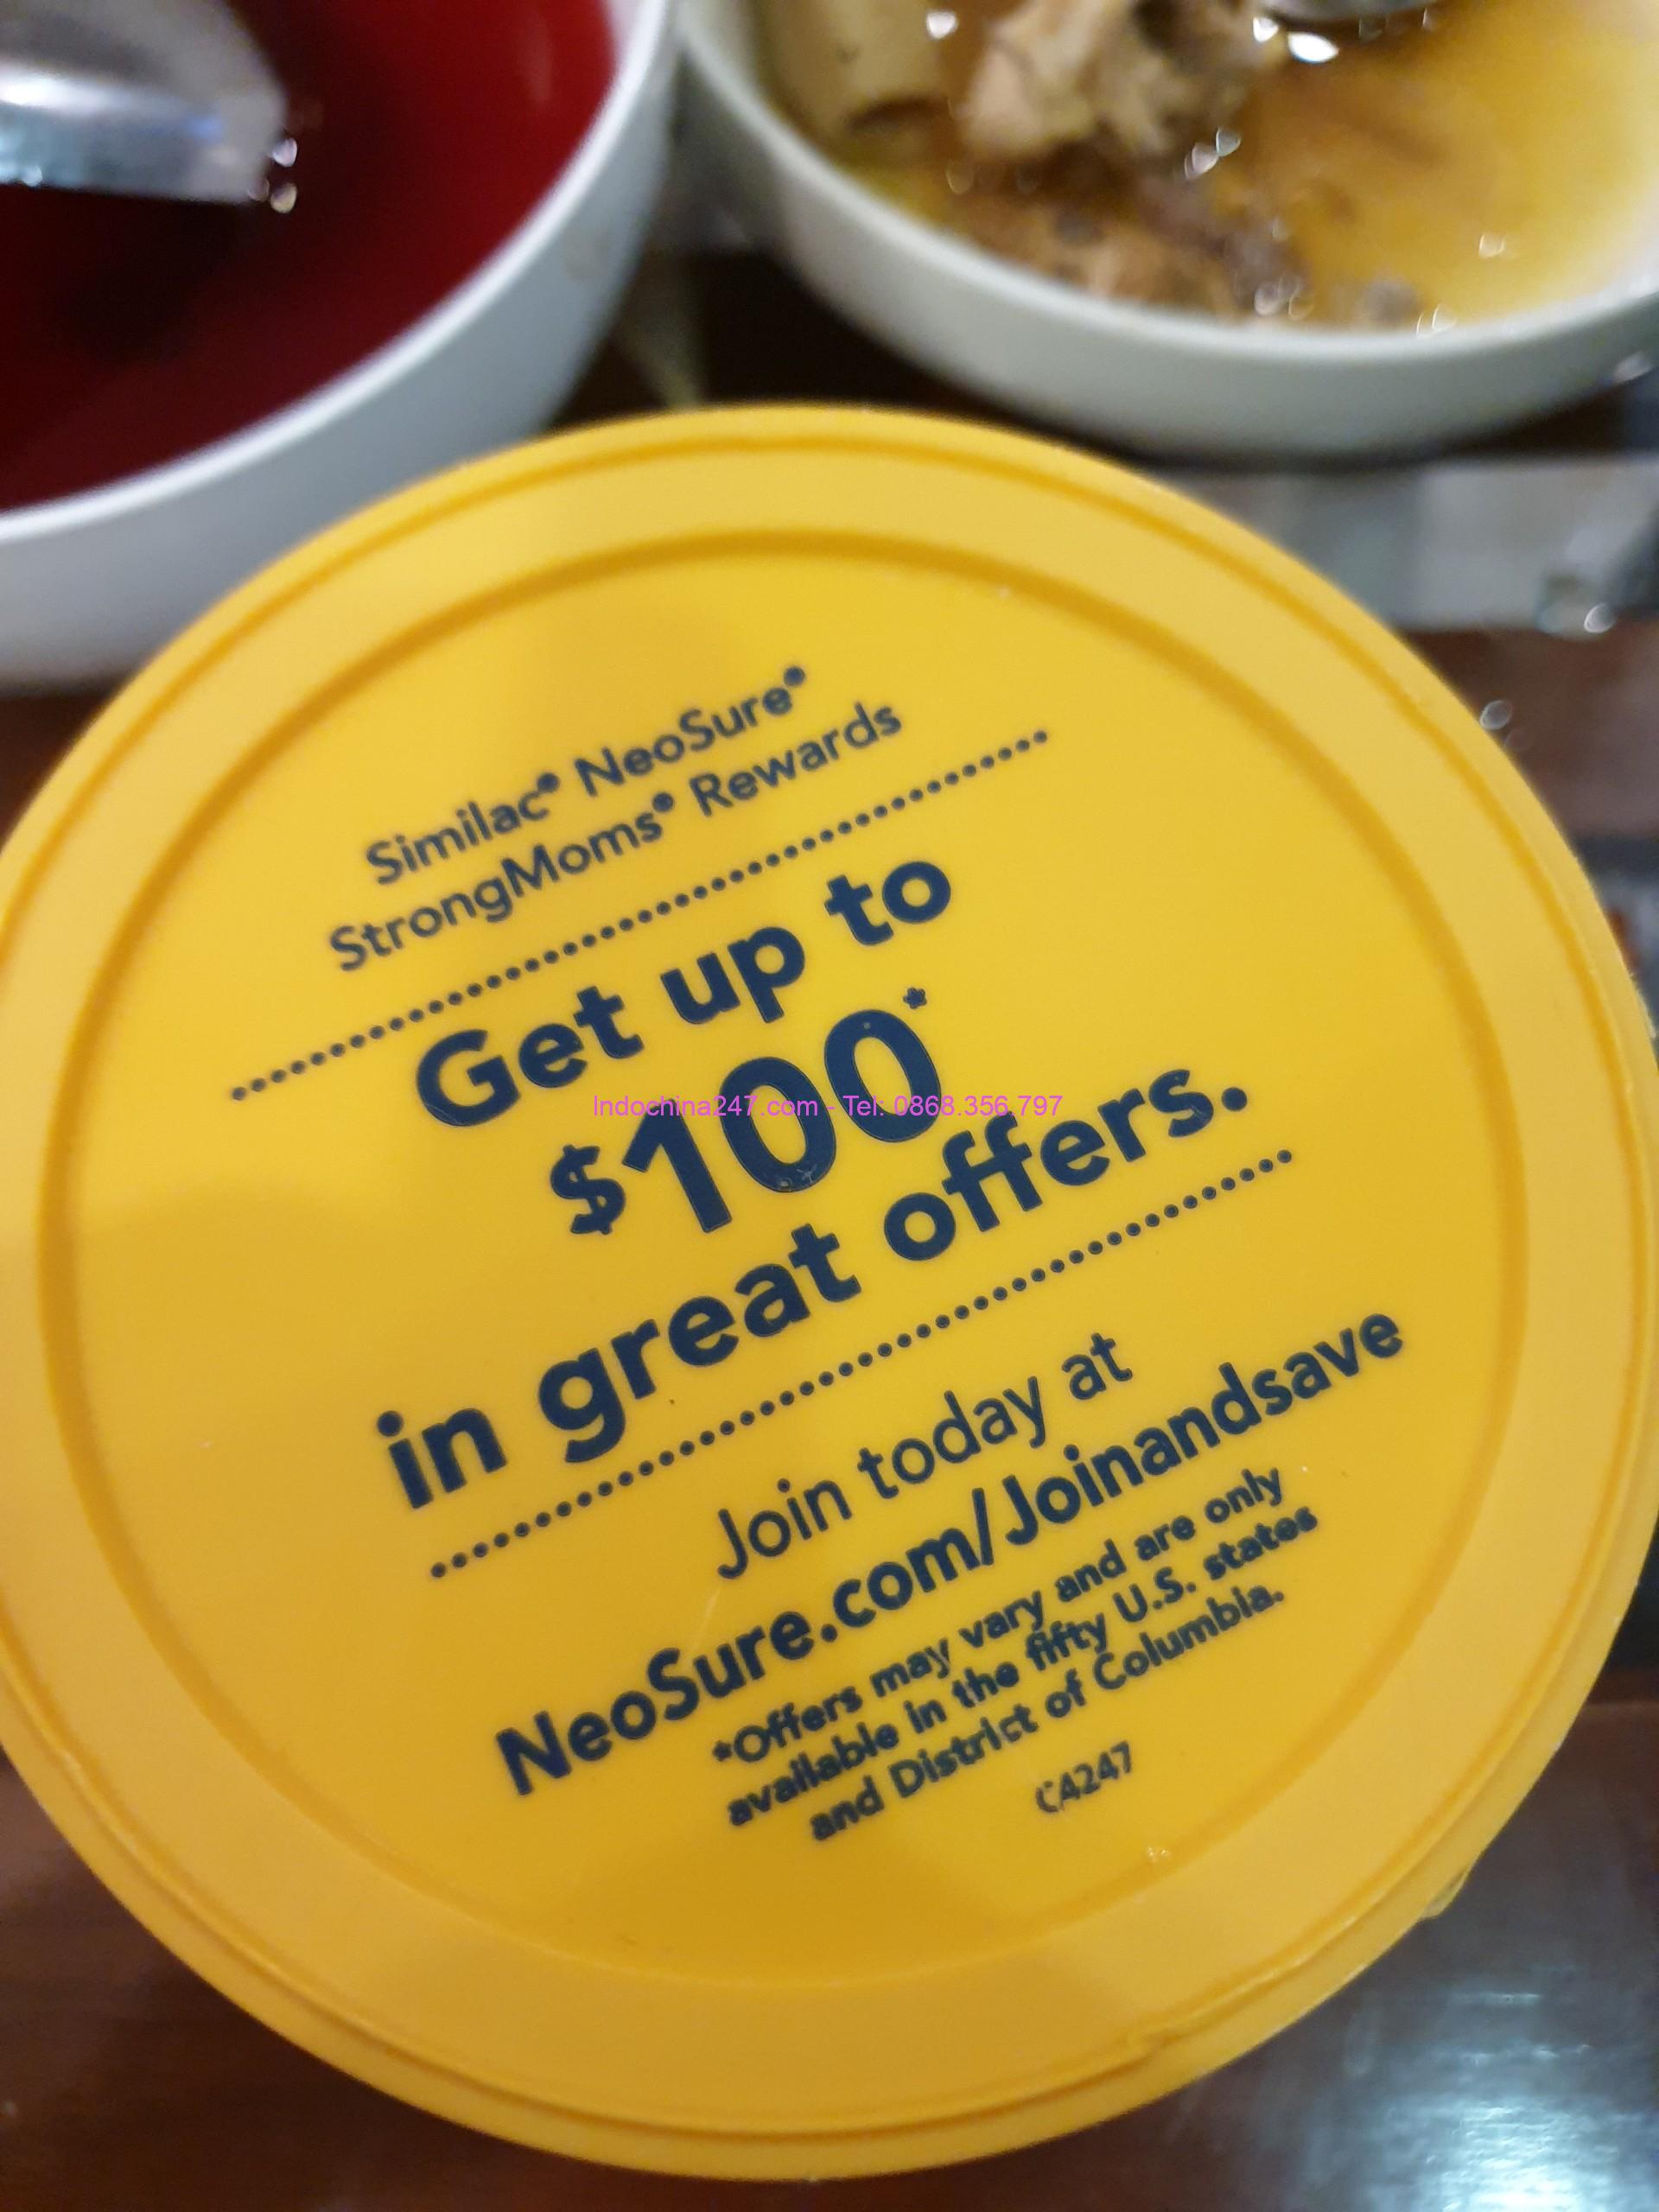 Similac® NeoSure®
StrongMoms® Rewards
Get up to
$100*
Indochina247.com - Tel: 0868.356.797
in great offers.
Join today at
NeoSure.com/Joinandsave
*Offers may vary and are only
available in the fifty U.S. states
and District of Columbia.
C4247